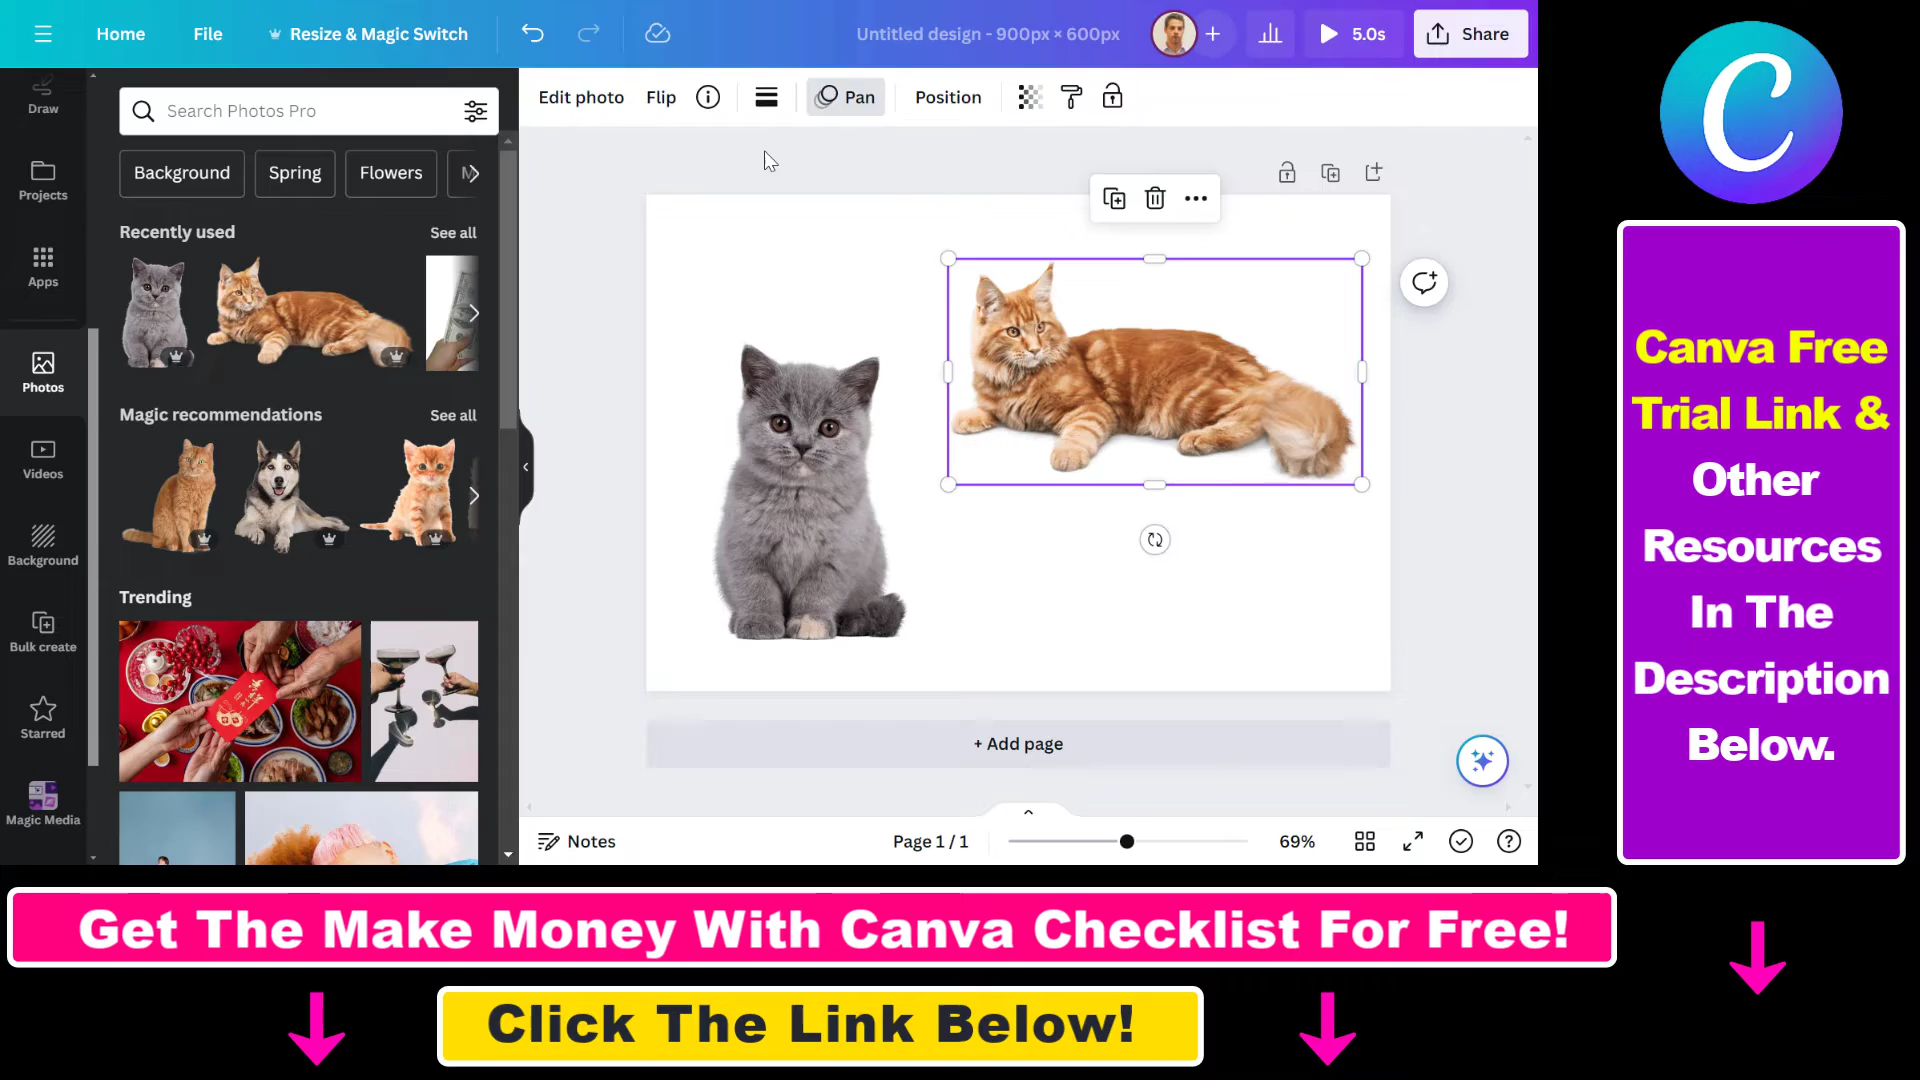 Home
File
Resize & Magic Switch
Untitled design - 900px × 600px
5.0s
Share
Draw
Projects
Apps
Photos
Videos
Background
Bulk create
Starred
Magic Media
Search Photos Pro
Background
Spring
Flowers
Recently used
See all
Magic recommendations
See all
Trending
Edit photo
Flip
Pan
Position
+ Add page
Notes
Page 1 / 1
69%
C
Canva Free
Trial Link &
Other
Resources
In The
Description
Below.
Get The Make Money With Canva Checklist For Free!
Click The Link Below!